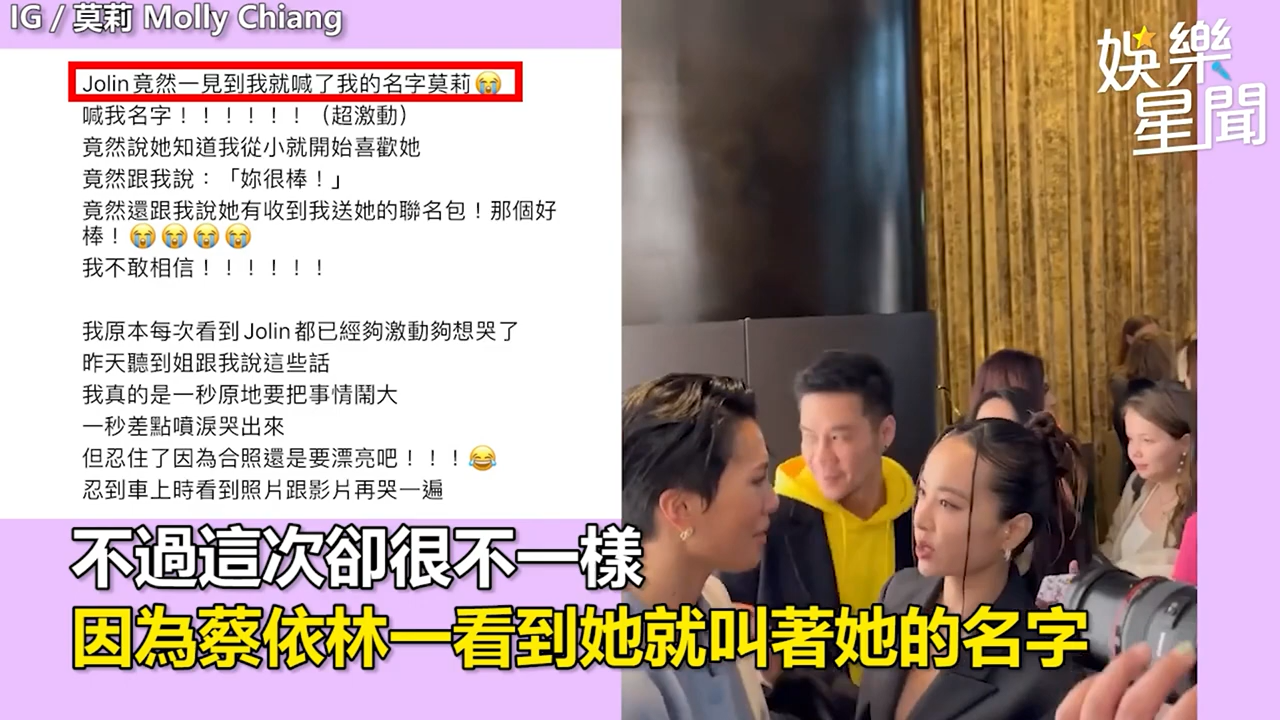 IG / 莫莉 Molly Chiang
娛樂
星聞
Jolin竟然一見到我就喊了我的名字莫莉😭
喊我名字！！！！！！（超激動）
竟然說她知道我從小就開始喜歡她
竟然跟我說：「妳很棒！」
竟然還跟我說她有收到我送她的聯名包！那個好
棒！😭😭😭😭
我不敢相信！！！！！！
我原本每次看到Jolin都已經夠激動夠想哭了
昨天聽到姐跟我說這些話
我真的是一秒原地要把事情鬧大
一秒差點噴淚哭出來
但忍住了因為合照還是要漂亮吧！！！😂
忍到車上時看到照片跟影片再哭一遍
不過這次卻很不一樣
因為蔡依林一看到她就叫著她的名字